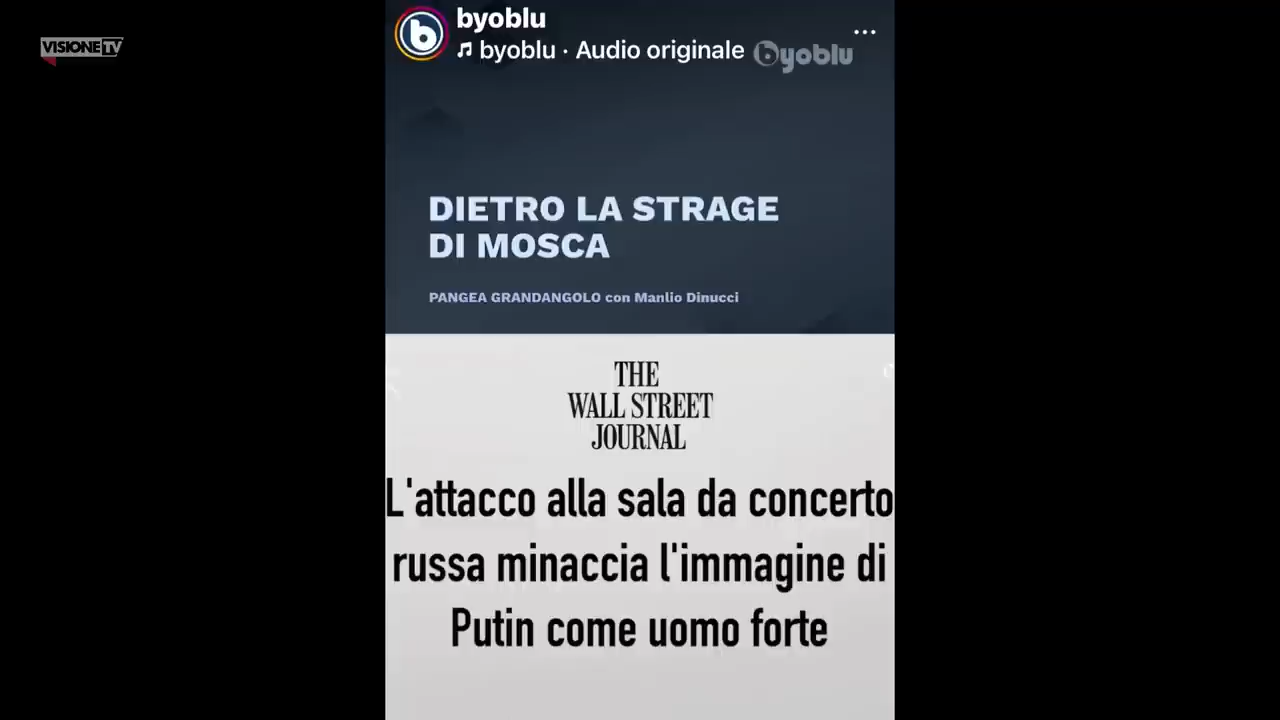 VISIONE TV
byoblu
byoblu · Audio originale
byoblu
DIETRO LA STRAGE
DI MOSCA
PANGEA GRANDANGOLO con Manlio Dinucci
THE
WALL STREET
JOURNAL
L'attacco alla sala da concerto
russa minaccia l'immagine di
Putin come uomo forte